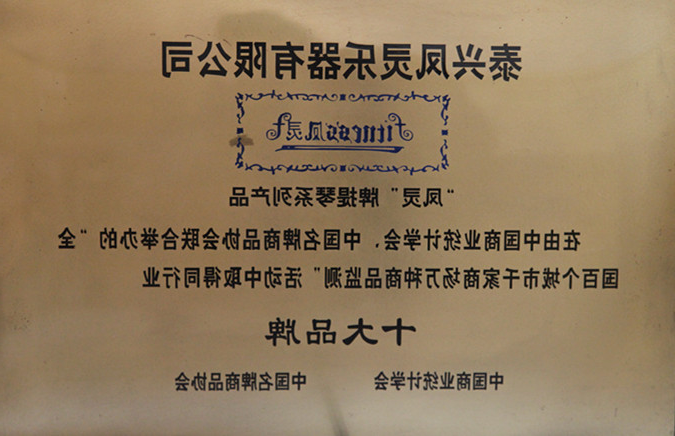 泰兴凤灵乐器有限公司
凤灵
“凤灵”牌提琴系列产品
在由中国商业统计学会、中国名牌商品协会联合举办的“全
国百个城市千家商场万种商品监测”活动中取得同行业
十大品牌
中国商业统计学会 中国名牌商品协会